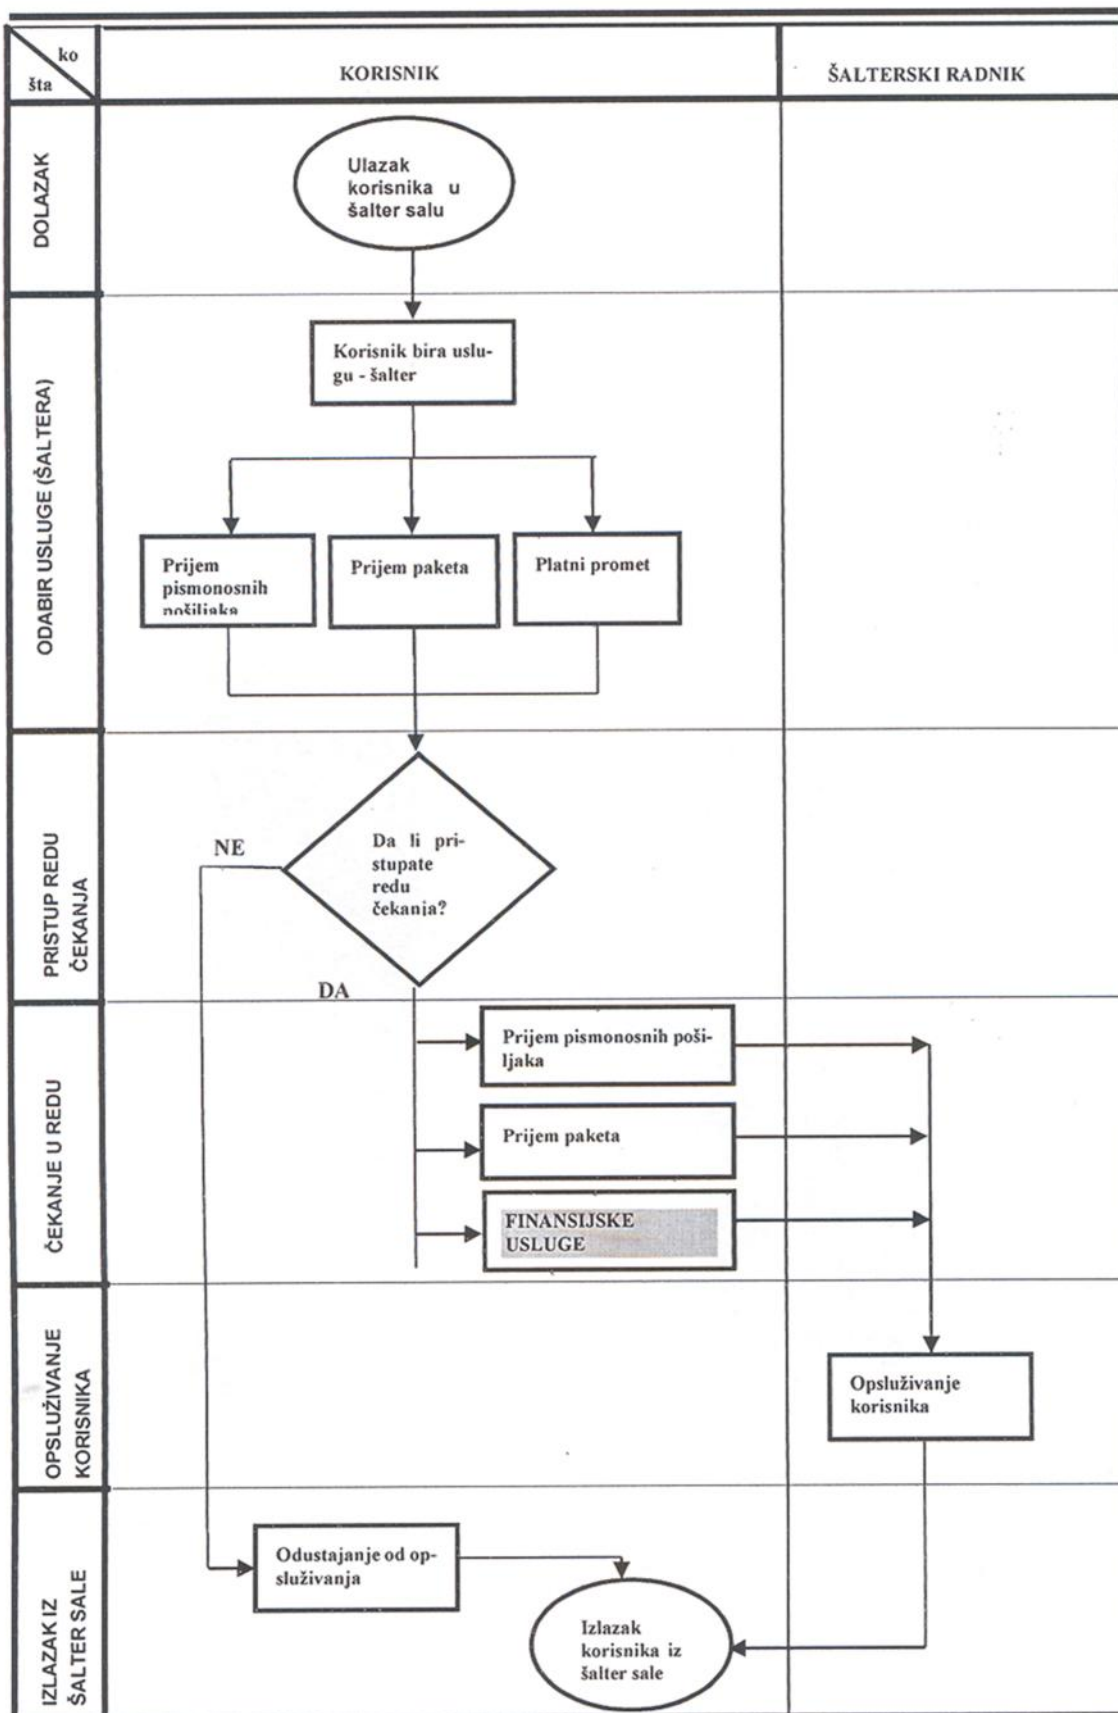 ko
šta
KORISNIK
ŠALTERSKI RADNIK
DOLAZAK
Ulazak
korisnika u
šalter salu
ODABIR USLUGE (ŠALTERA)
Korisnik bira uslu-
gu - šalter
Prijem
pismonosnih
pošiljaka
Prijem paketa
Platni promet
PRISTUP REDU
ČEKANJA
NE
Da li pri-
stupate
redu
čekanja?
DA
ČEKANJE U REDU
Prijem pismonosnih poši-
ljaka
Prijem paketa
FINANSIJSKE
USLUGE
OPSLUŽIVANJE
KORISNIKA
Opsluživanje
korisnika
IZLAZAK IZ
ŠALTER SALE
Odustajanje od op-
služivanja
Izlazak
korisnika iz
šalter sale